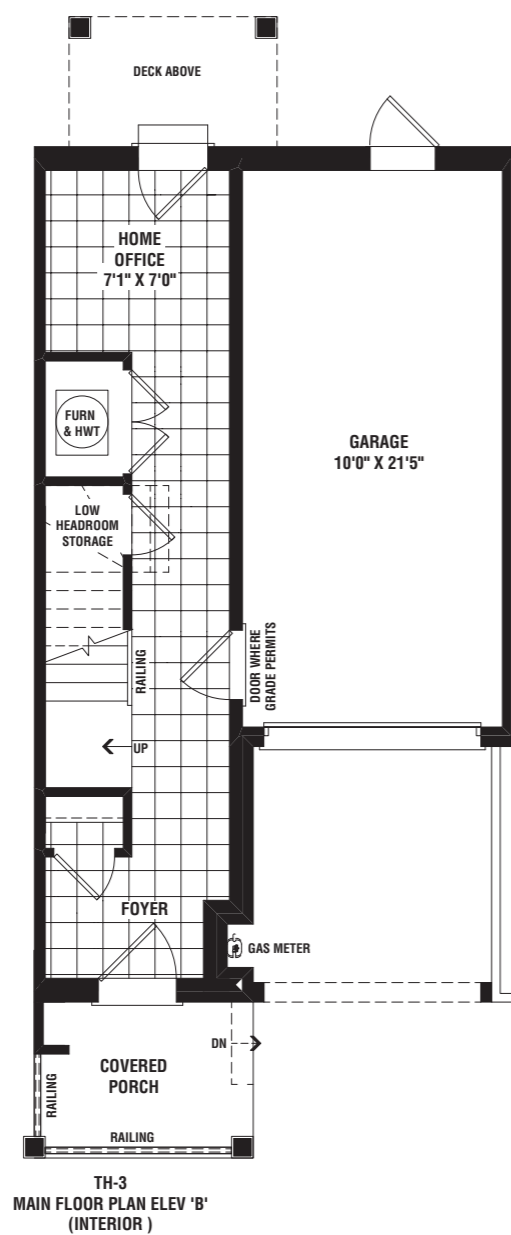 DECK ABOVE
HOME
OFFICE
7'1" X 7'0"
FURN
& HWT
GARAGE
10'0" X 21'5"
LOW
HEADROOM
STORAGE
RAILING
DOOR WHERE
GRADE PERMITS
UP
FOYER
GAS METER
DN
COVERED
PORCH
RAILING
RAILING
TH-3
MAIN FLOOR PLAN ELEV 'B'
(INTERIOR )